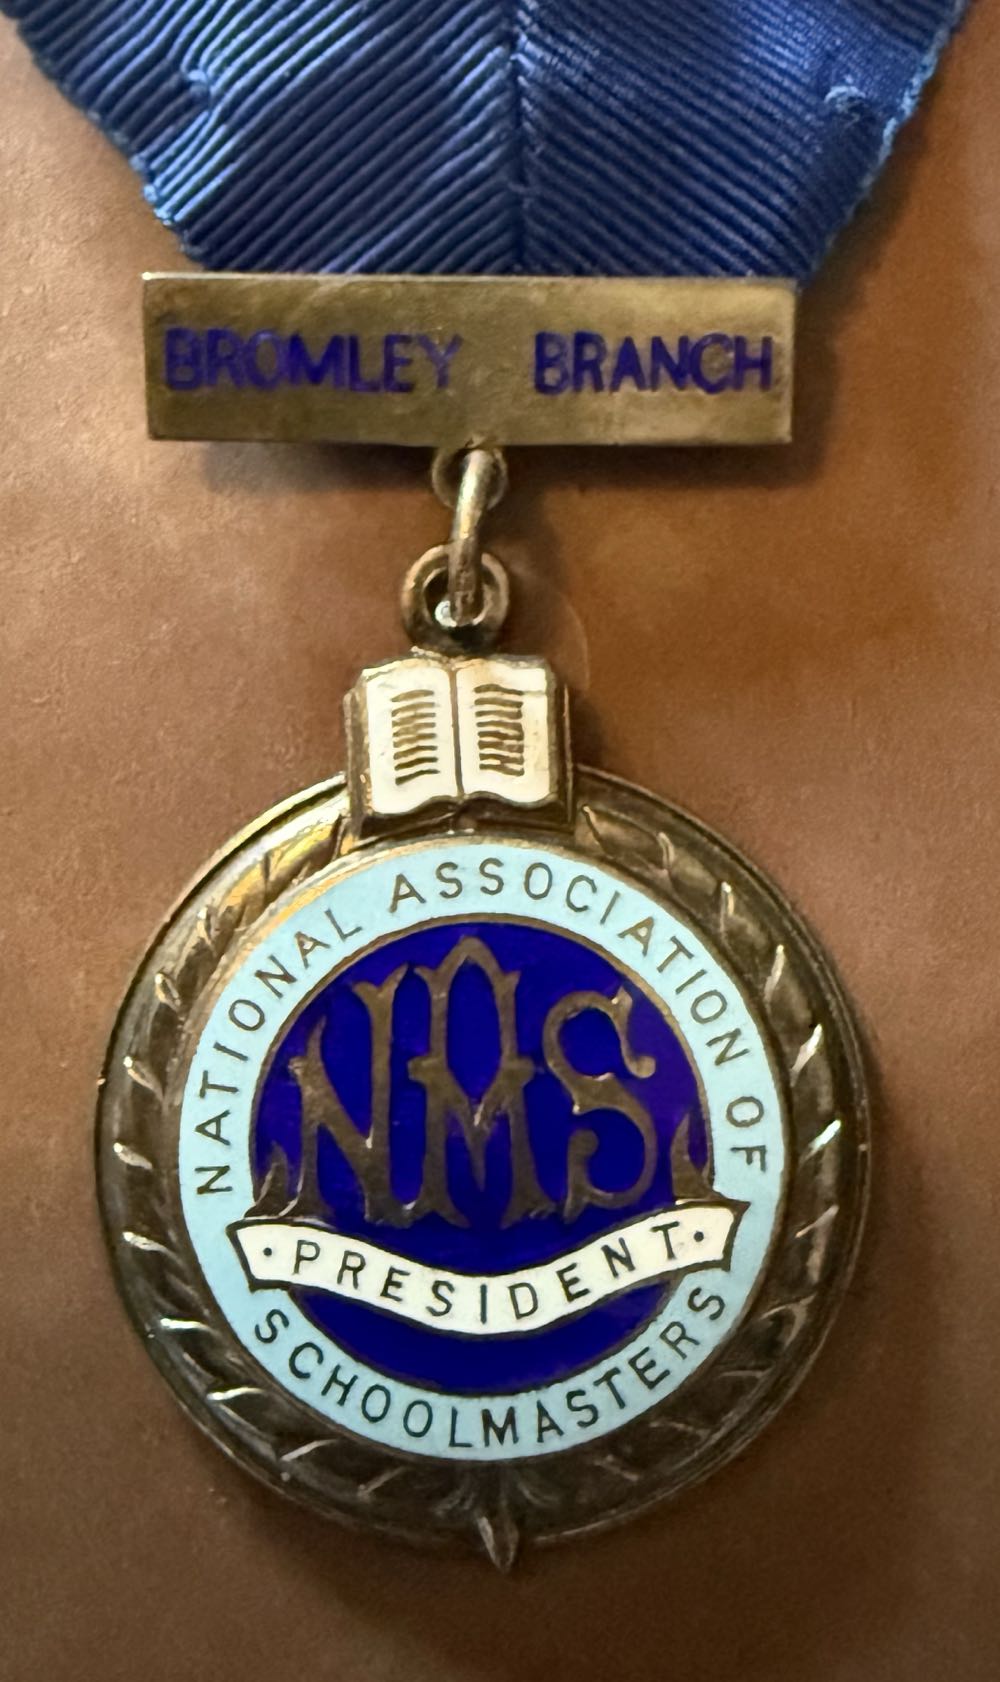 BROMLEY BRANCH
NATIONAL ASSOCIATION OF
NAS
·PRESIDENT·
SCHOOLMASTERS